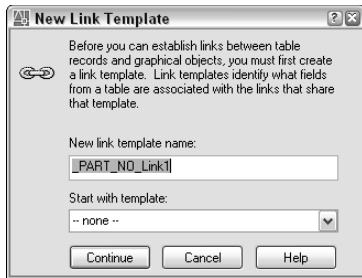 New Link Template
Before you can establish links between table
records and graphical objects, you must first create
a link template. Link templates identify what fields
from a table are associated with the links that share
that template.
New link template name:
_PART_NO_Link1
Start with template:
-- none --
Continue Cancel Help